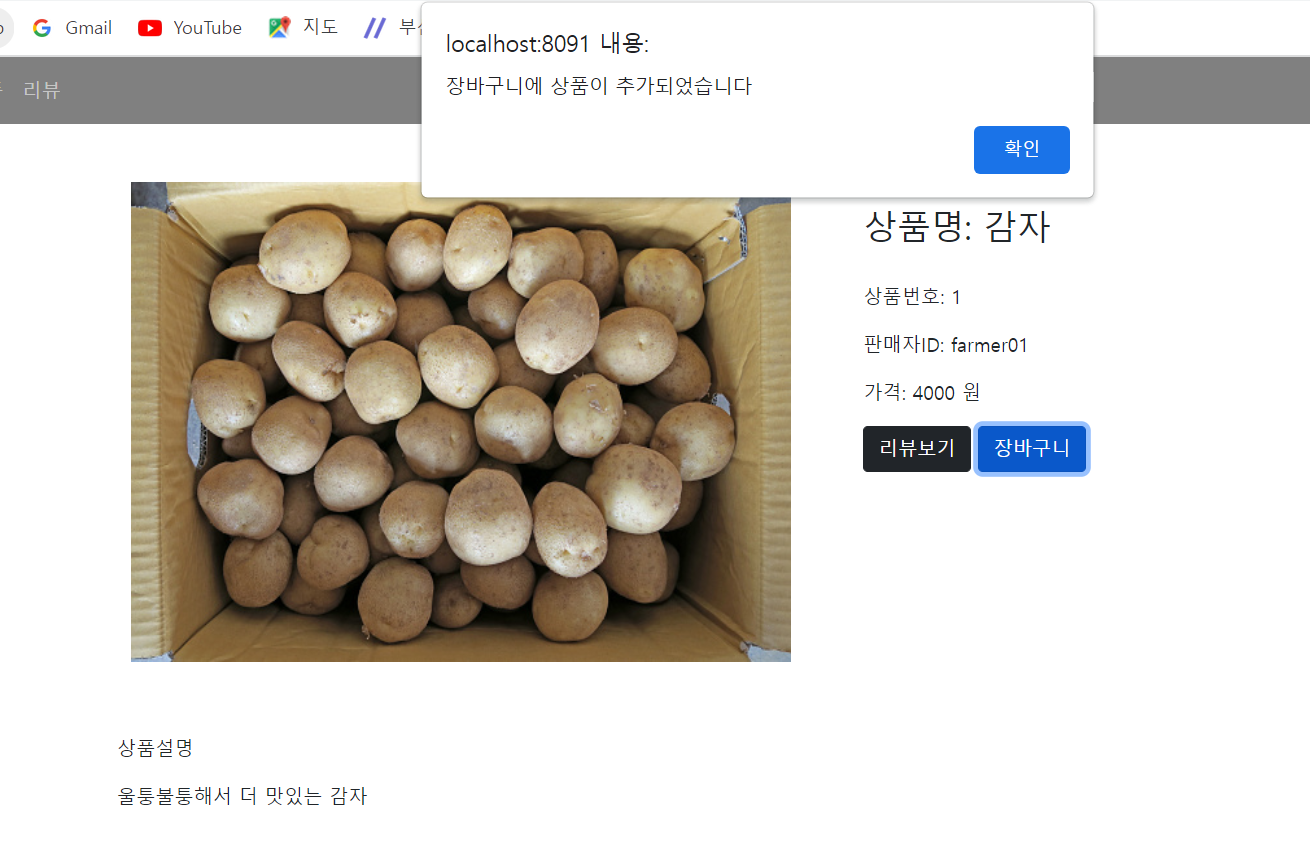 Gmail YouTube 지도
localhost:8091 내용:
장바구니에 상품이 추가되었습니다
확인
리뷰
상품명: 감자
상품번호: 1
판매자ID: farmer01
가격: 4000 원
리뷰보기 장바구니
상품설명
울퉁불퉁해서 더 맛있는 감자